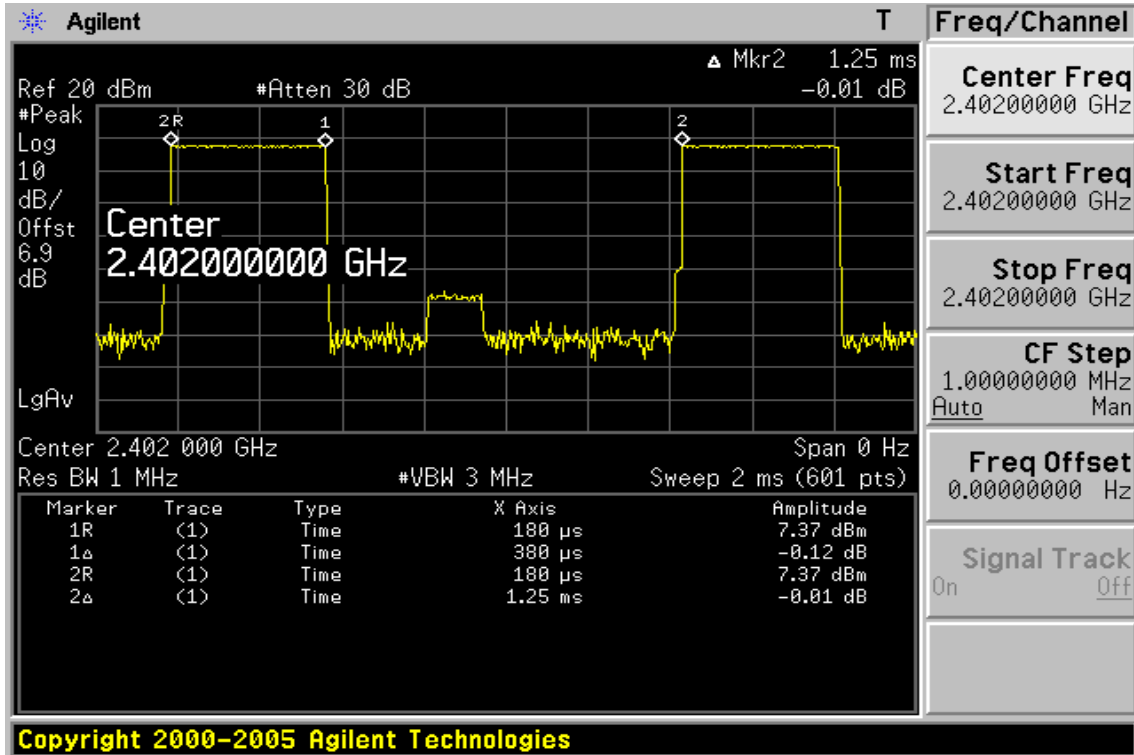 Agilent T
Δ Mkr2 1.25 ms
Ref 20 dBm #Atten 30 dB -0.01 dB
#Peak
Log
10
dB/
Offst
6.9
dB
2R 1 2
Center
2.402000000 GHz
LgAv
Center 2.402 000 GHz Span 0 Hz
Res BW 1 MHz #VBW 3 MHz Sweep 2 ms (601 pts)
Marker Trace Type X Axis Amplitude
1R (1) Time 180 µs 7.37 dBm
1Δ (1) Time 380 µs -0.12 dB
2R (1) Time 180 µs 7.37 dBm
2Δ (1) Time 1.25 ms -0.01 dB
Copyright 2000-2005 Agilent Technologies
Freq/Channel
Center Freq
2.40200000 GHz
Start Freq
2.40200000 GHz
Stop Freq
2.40200000 GHz
CF Step
1.00000000 MHz
Auto Man
Freq Offset
0.00000000 Hz
Signal Track
On Off